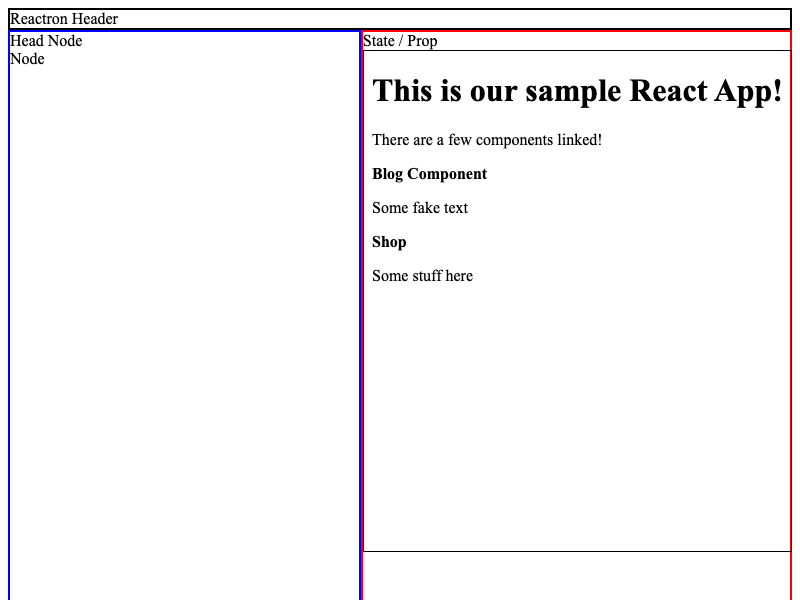 Reactron Header
Head Node
Node
State / Prop
This is our sample React App!
There are a few components linked!
Blog Component
Some fake text
Shop
Some stuff here